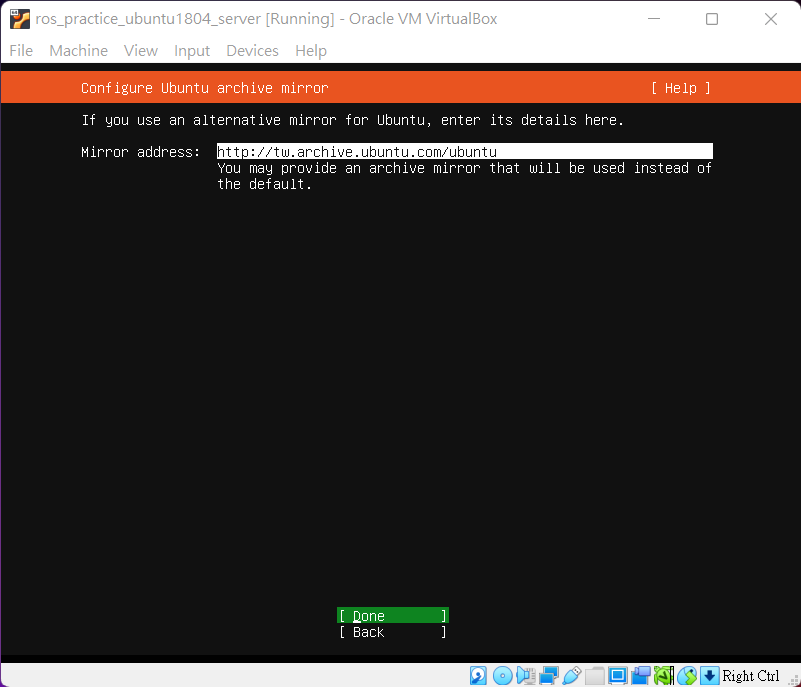 ros_practice_ubuntu1804_server [Running] - Oracle VM VirtualBox
File Machine View Input Devices Help
Configure Ubuntu archive mirror [ Help ]
If you use an alternative mirror for Ubuntu, enter its details here.
Mirror address: http://tw.archive.ubuntu.com/ubuntu
You may provide an archive mirror that will be used instead of
the default.
[ Done ]
[ Back ]
Right Ctrl